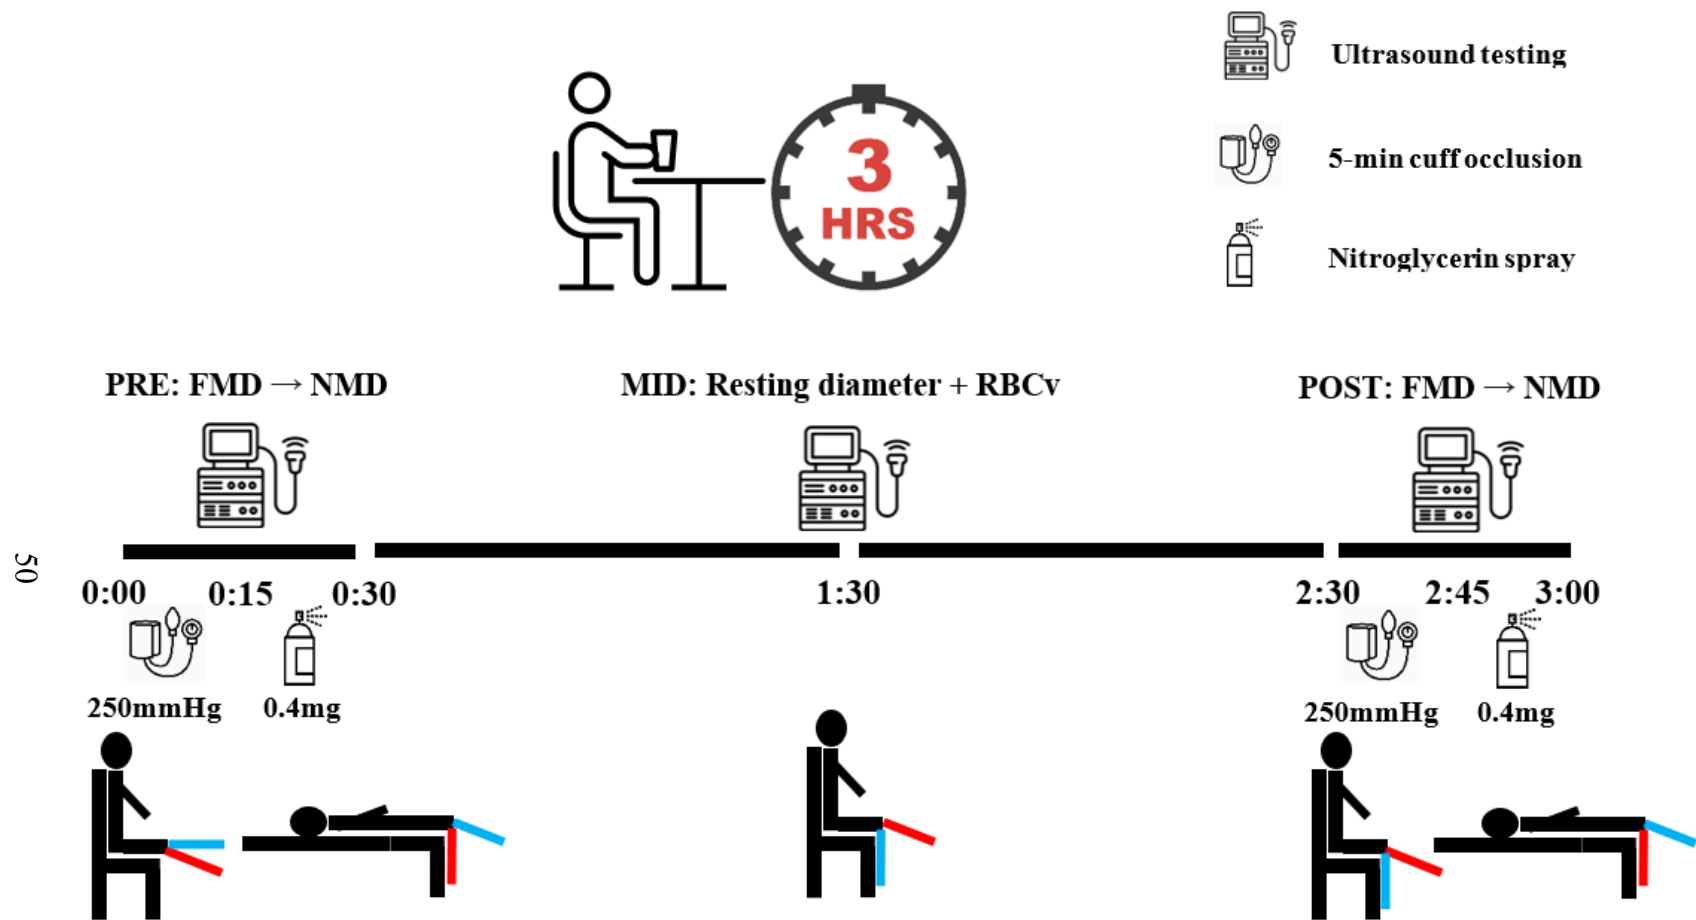 Ultrasound testing
5-min cuff occlusion
Nitroglycerin spray
3
HRS
PRE: FMD → NMD
MID: Resting diameter + RBCv
POST: FMD → NMD
50
0:00 0:15 0:30 1:30 2:30 2:45 3:00
250mmHg 0.4mg 250mmHg 0.4mg